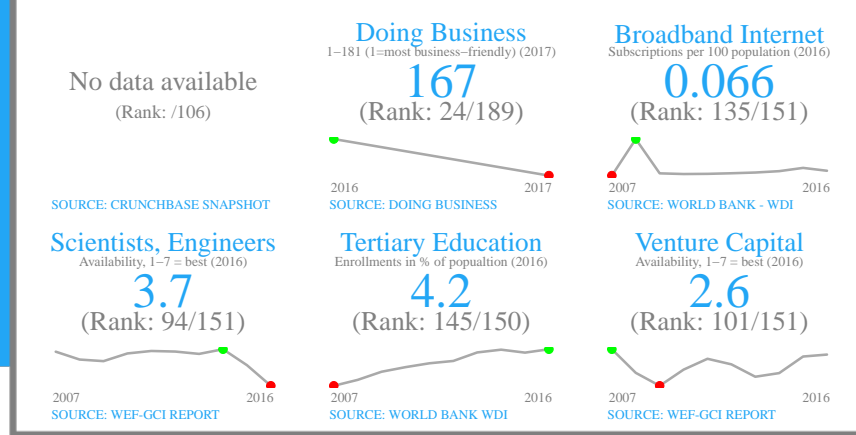 No data available
(Rank: /106)
SOURCE: CRUNCHBASE SNAPSHOT
Doing Business
1−181 (1=most business−friendly) (2017)
167
(Rank: 24/189)
2016 2017
SOURCE: DOING BUSINESS
Broadband Internet
Subscriptions per 100 population (2016)
0.066
(Rank: 135/151)
2007 2016
SOURCE: WORLD BANK - WDI
Scientists, Engineers
Availability, 1−7 = best (2016)
3.7
(Rank: 94/151)
2007 2016
SOURCE: WEF-GCI REPORT
Tertiary Education
Enrollments in % of popualtion (2016)
4.2
(Rank: 145/150)
2007 2016
SOURCE: WORLD BANK WDI
Venture Capital
Availability, 1−7 = best (2016)
2.6
(Rank: 101/151)
2007 2016
SOURCE: WEF-GCI REPORT